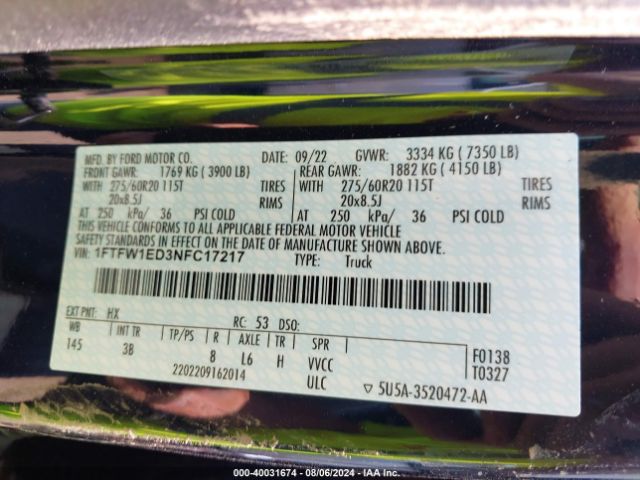 MFD. BY FORD MOTOR CO. DATE: 09/22 GVWR: 3334 KG ( 7350 LB)
FRONT GAWR: 1769 KG ( 3900 LB) REAR GAWR: 1882 KG ( 4150 LB)
WITH 275/60R20 115T TIRES WITH 275/60R20 115T TIRES
20x8.5J RIMS 20x8.5J RIMS
AT 250 kPa/ 36 PSI COLD AT 250 kPa/ 36 PSI COLD
THIS VEHICLE CONFORMS TO ALL APPLICABLE FEDERAL MOTOR VEHICLE
SAFETY STANDARDS IN EFFECT ON THE DATE OF MANUFACTURE SHOWN ABOVE.
VIN: 1FTFW1ED3NFC17217 TYPE: Truck
EXT PNT: HX RC: 53 DSO:
WB INT TR TP/PS R AXLE TR SPR F0138
145 3B 8 L6 H VVCC T0327
2202209162014 ULC ▽ 5U5A-3520472-AA
000-40031674 - 08/06/2024 - IAA Inc.